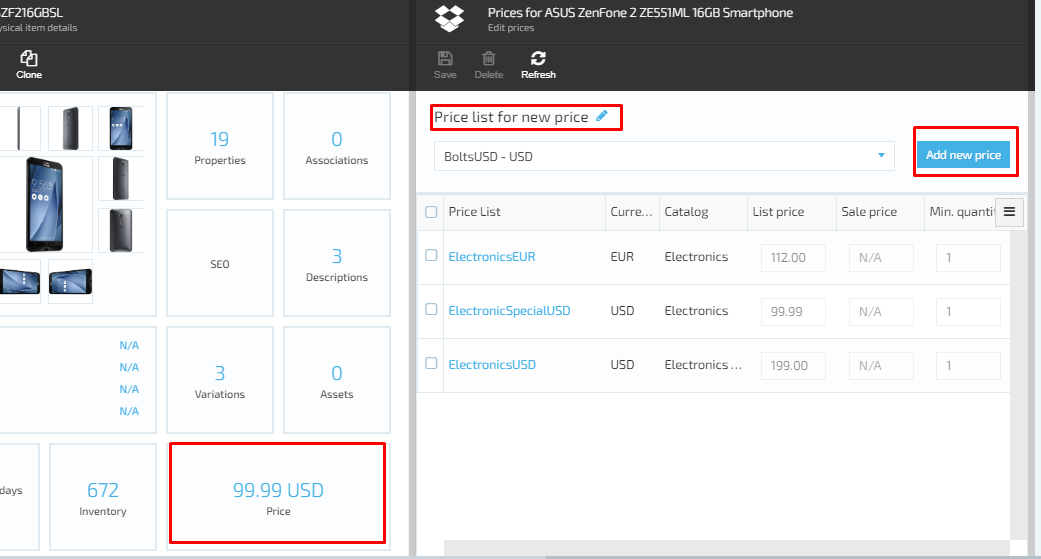 ZF216GBSL
ysical item details
Clone
19
Properties
0
Associations
SEO
3
Descriptions
N/A
N/A
N/A
N/A
3
Variations
0
Assets
days
672
Inventory
99.99 USD
Price
Prices for ASUS ZenFone 2 ZE551ML 16GB Smartphone
Edit prices
Save Delete Refresh
Price list for new price
BoltsUSD - USD
Add new price
Price List Curre... Catalog List price Sale price Min. quantit
ElectronicsEUR EUR Electronics 112.00 N/A 1
ElectronicSpecialUSD USD Electronics 99.99 N/A 1
ElectronicsUSD USD Electronics ... 199.00 N/A 1